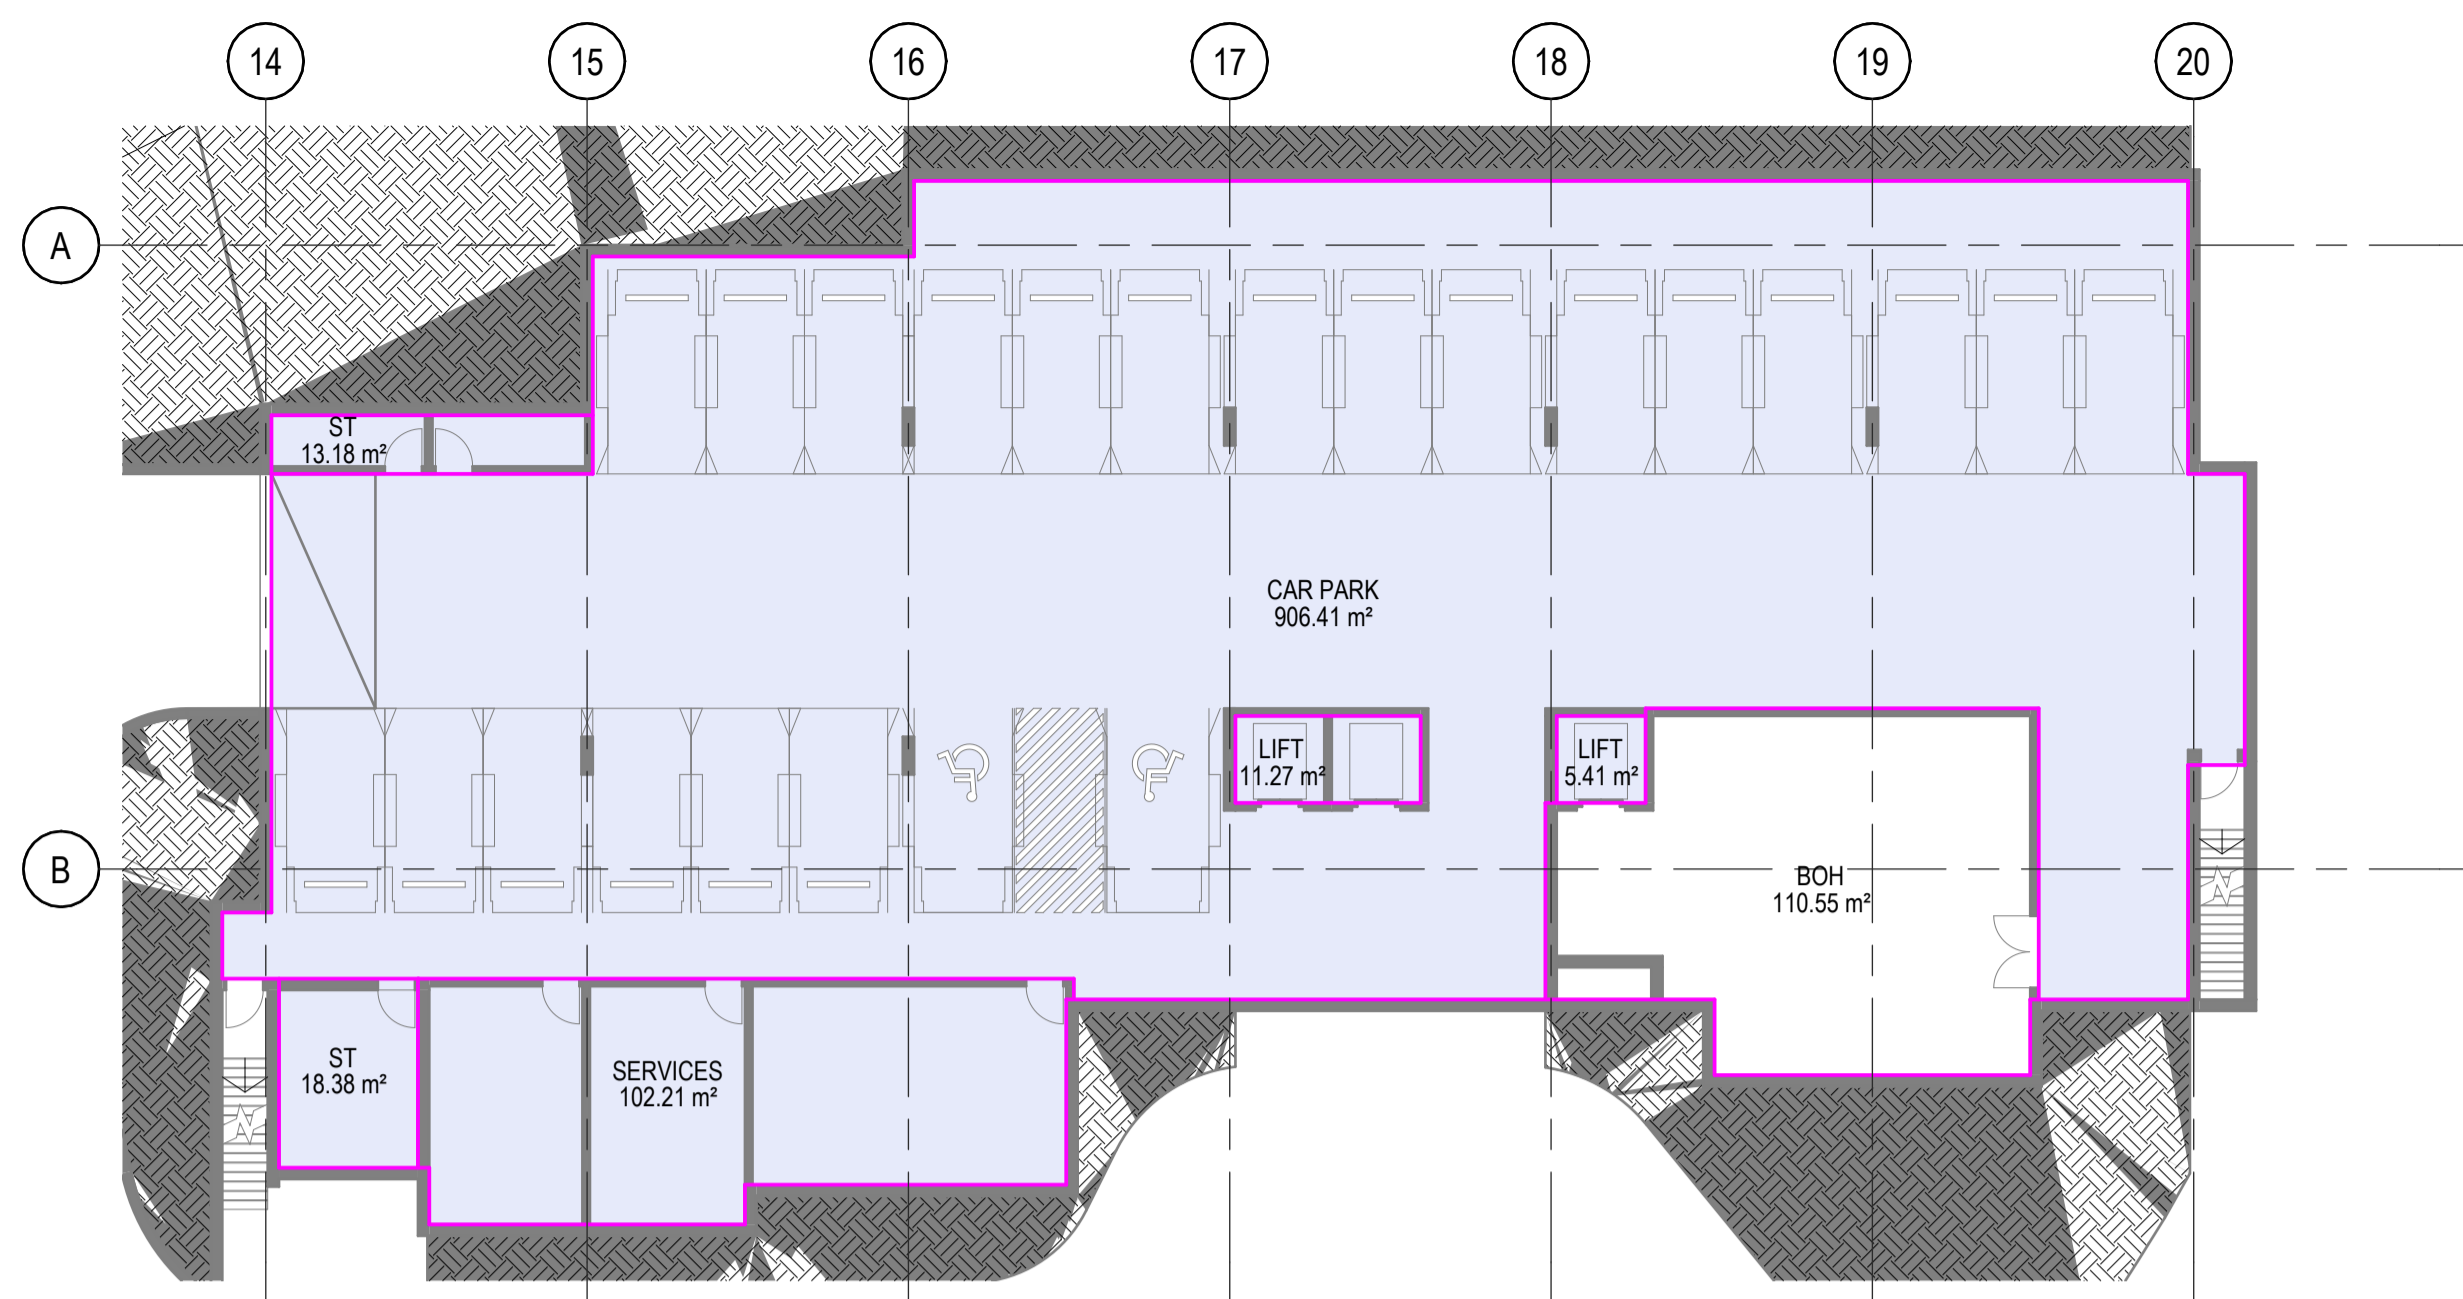 14
15
16
17
18
19
20
A
ST
13.18 m²
CAR PARK
906.41 m²
LIFT
11.27 m²
LIFT
5.41 m²
B
BOH
110.55 m²
ST
18.38 m²
SERVICES
102.21 m²